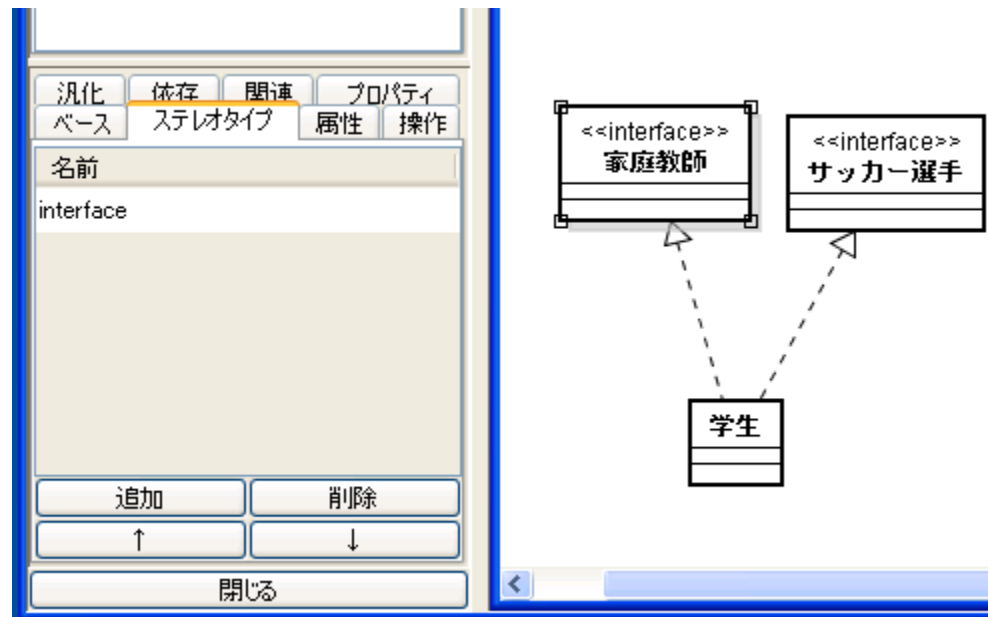 汎化 依存 関連 プロパティ
ベース ステレオタイプ 属性 操作
名前
interface
追加 削除
↑ ↓
閉じる
<<interface>>
家庭教師
<<interface>>
サッカー選手
学生